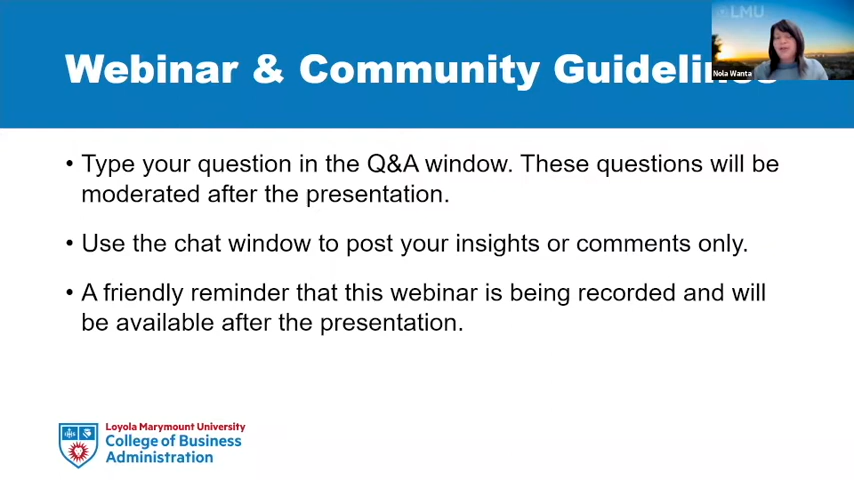 Webinar & Community Guidelines
LMU
Nola Wanta
• Type your question in the Q&A window. These questions will be
moderated after the presentation.
• Use the chat window to post your insights or comments only.
• A friendly reminder that this webinar is being recorded and will
be available after the presentation.
Loyola Marymount University
College of Business
Administration